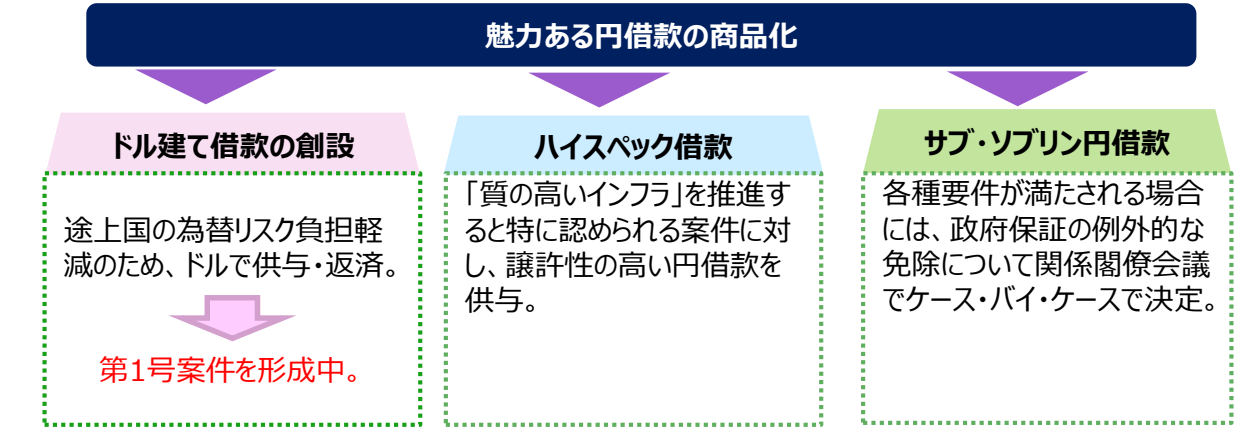 魅力ある円借款の商品化
ドル建て借款の創設
途上国の為替リスク負担軽
減のため、ドルで供与・返済。
第1号案件を形成中。
ハイスペック借款
「質の高いインフラ」を推進す
ると特に認められる案件に対
し、譲許性の高い円借款を
供与。
サブ・ソブリン円借款
各種要件が満たされる場合
には、政府保証の例外的な
免除について関係閣僚会議
でケース・バイ・ケースで決定。